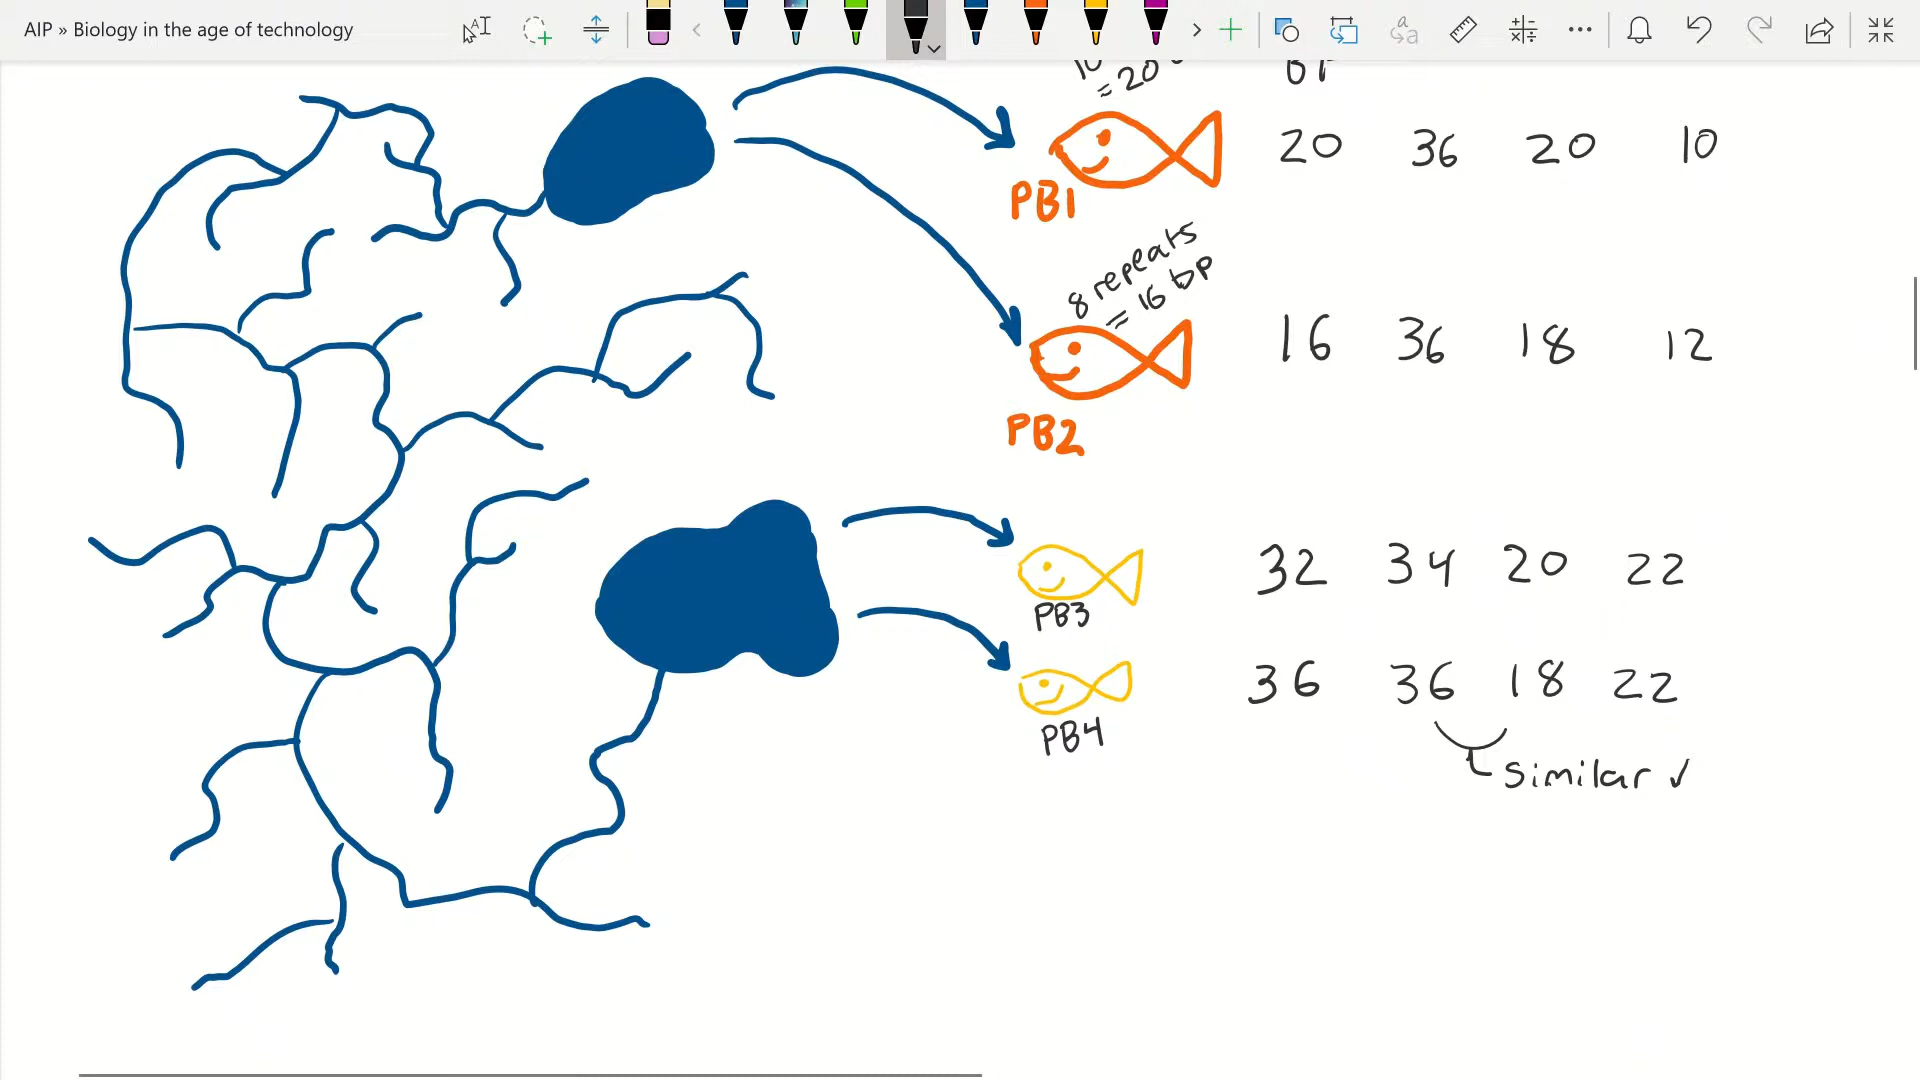 AIP » Biology in the age of technology
= 20
20 36 20 10
PB1
8 repeats
= 16 bp
16 36 18 12
PB2
32 34 20 22
PB3
36 36 18 22
PB4
similar ✓